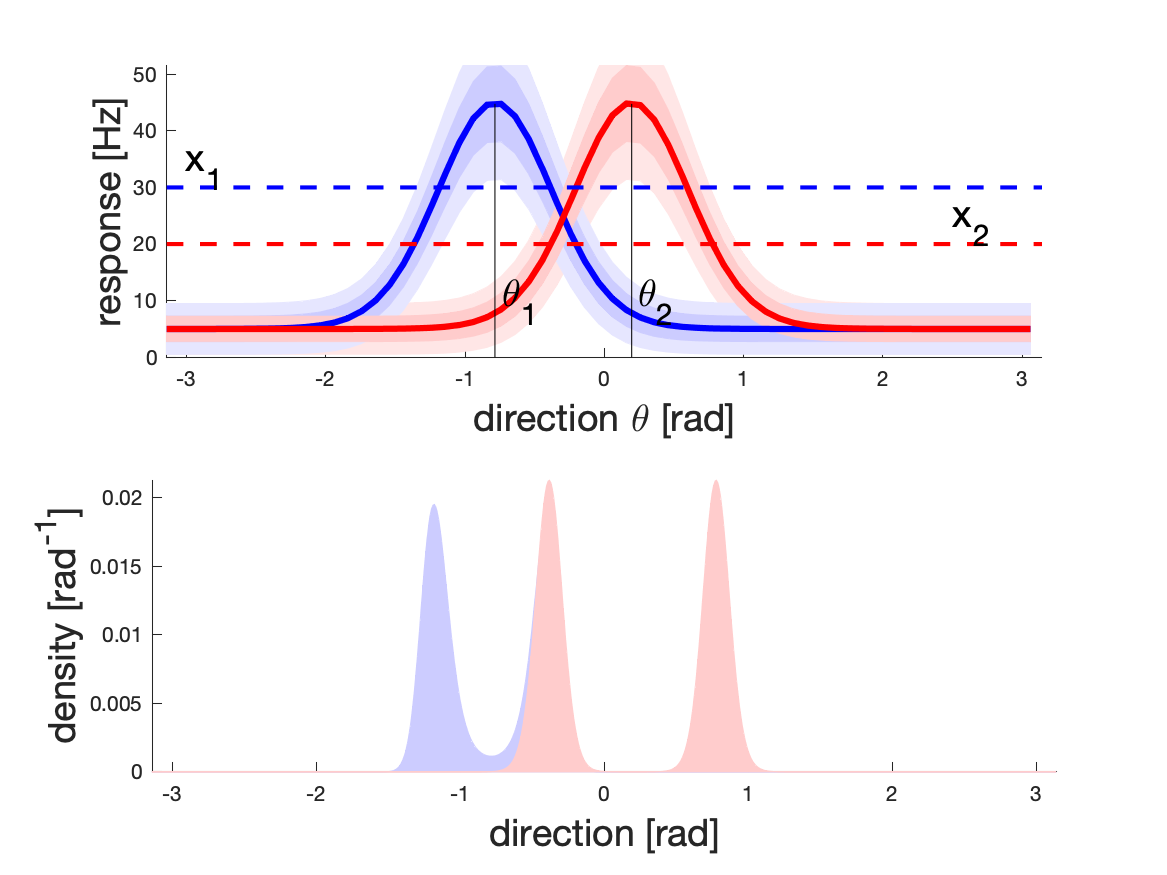 50
40
30
20
10
0
response [Hz]
x1
x2
θ1
θ2
-3 -2 -1 0 1 2 3
direction θ [rad]
0.02
0.015
0.01
0.005
0
density [rad-1]
-3 -2 -1 0 1 2 3
direction [rad]